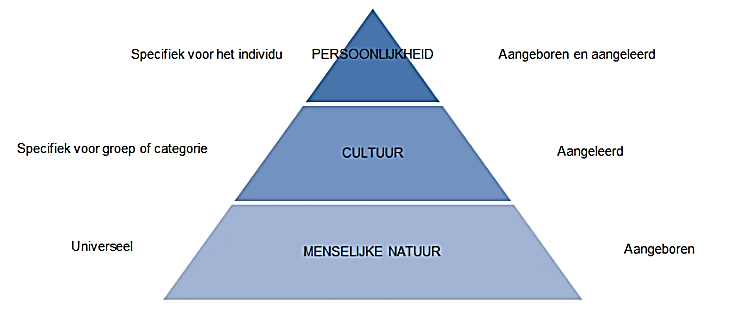 Specifiek voor het individu PERSOONLIJKHEID Aangeboren en aangeleerd
Specifiek voor groep of categorie CULTUUR Aangeleerd
Universeel MENSELIJKE NATUUR Aangeboren